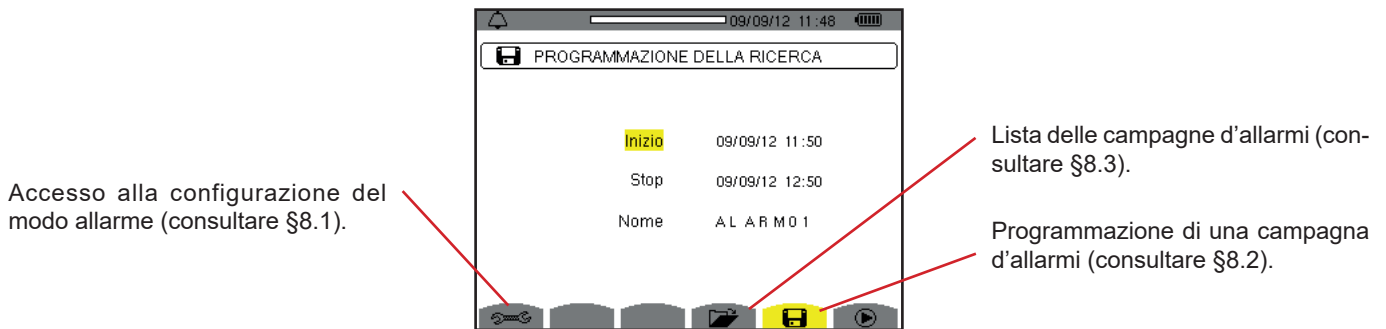 09/09/12 11:48
PROGRAMMAZIONE DELLA RICERCA
Inizio 09/09/12 11:50
Stop 09/09/12 12:50
Nome ALARM01
Accesso alla configurazione del
modo allarme (consultare §8.1).
Lista delle campagne d’allarmi (con-
sultare §8.3).
Programmazione di una campagna
d’allarmi (consultare §8.2).